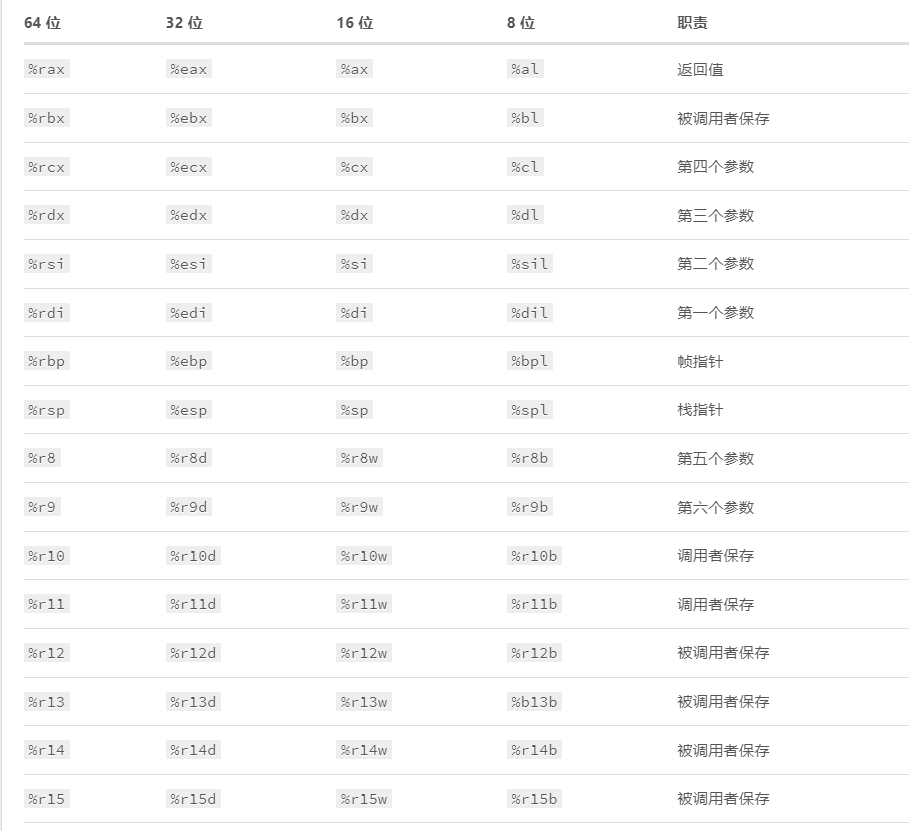 64 位 32 位 16 位 8 位 职责
%rax %eax %ax %al 返回值
%rbx %ebx %bx %bl 被调用者保存
%rcx %ecx %cx %cl 第四个参数
%rdx %edx %dx %dl 第三个参数
%rsi %esi %si %sil 第二个参数
%rdi %edi %di %dil 第一个参数
%rbp %ebp %bp %bpl 帧指针
%rsp %esp %sp %spl 栈指针
%r8 %r8d %r8w %r8b 第五个参数
%r9 %r9d %r9w %r9b 第六个参数
%r10 %r10d %r10w %r10b 调用者保存
%r11 %r11d %r11w %r11b 调用者保存
%r12 %r12d %r12w %r12b 被调用者保存
%r13 %r13d %r13w %b13b 被调用者保存
%r14 %r14d %r14w %r14b 被调用者保存
%r15 %r15d %r15w %r15b 被调用者保存